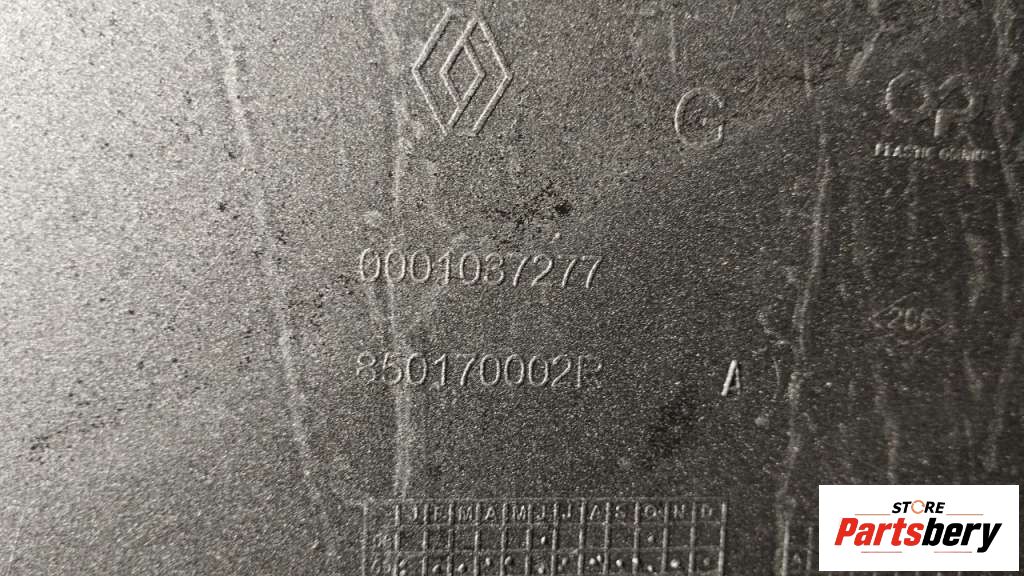 G
0001037277
850170002R A
J F M A M J J A S O N D
STORE
Partsbery